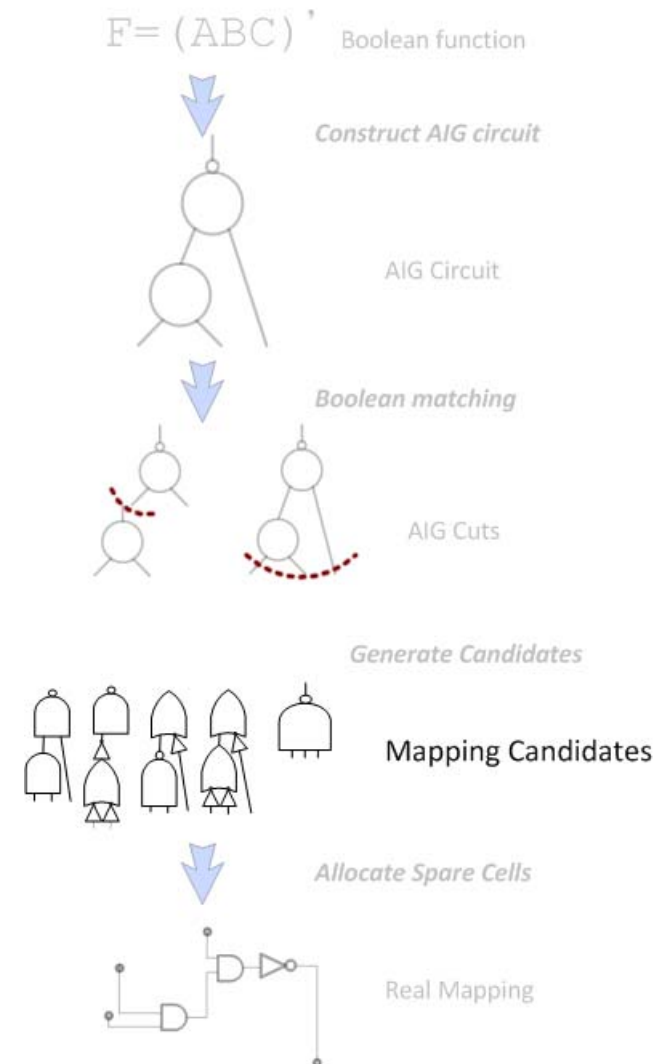 F=(ABC)' Boolean function
Construct AIG circuit
AIG Circuit
Boolean matching
AIG Cuts
Generate Candidates
Mapping Candidates
Allocate Spare Cells
Real Mapping